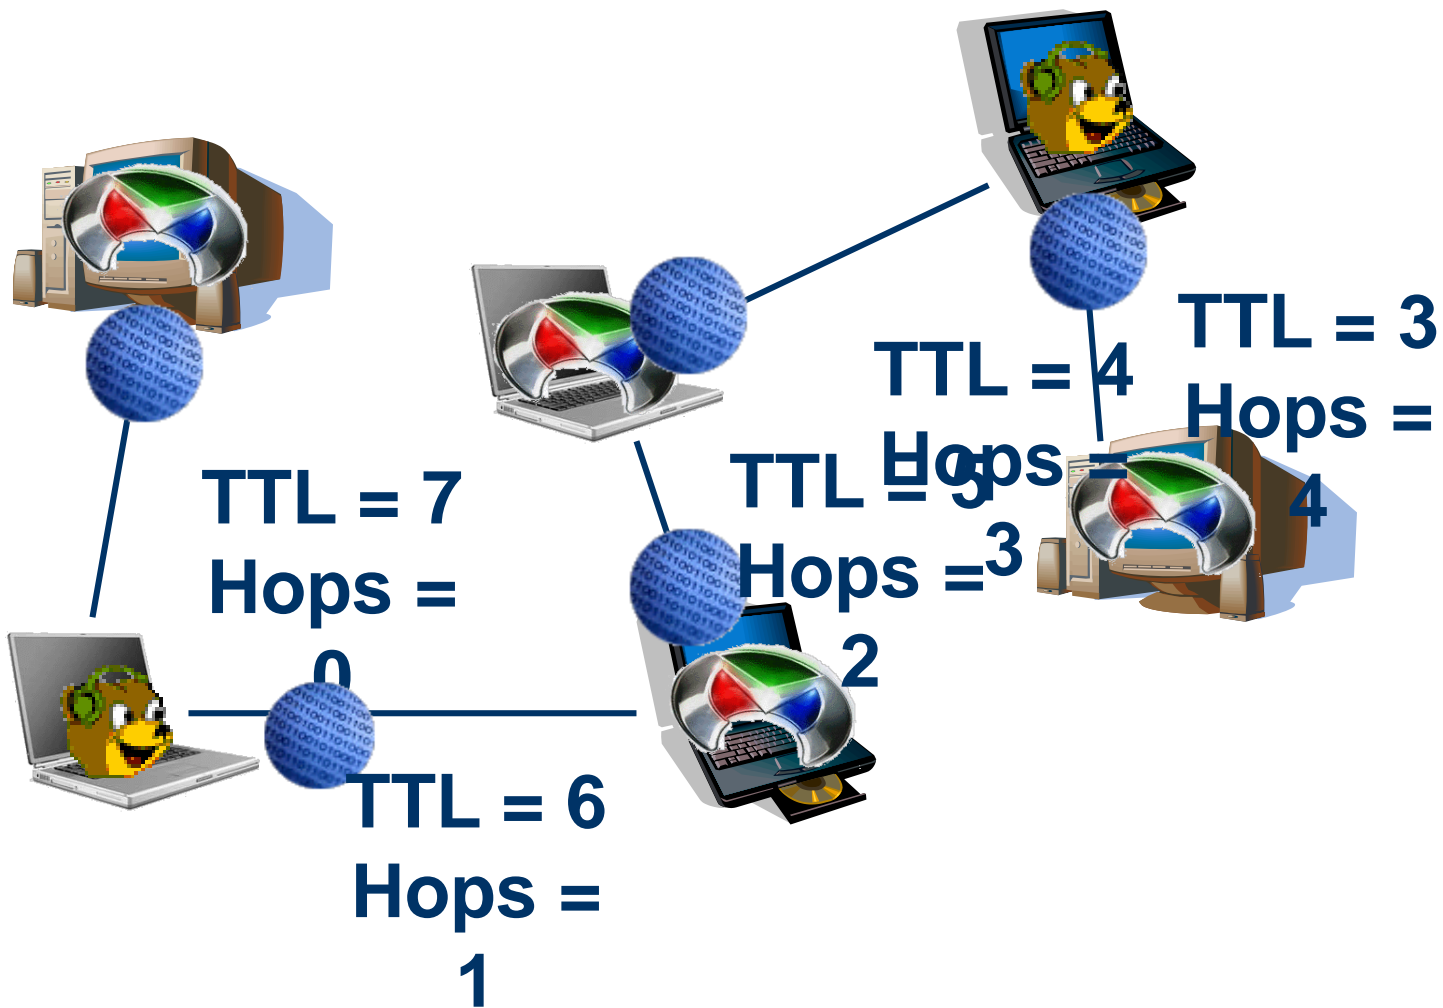 TTL = 7
Hops =
0
TTL = 6
Hops =
1
TTL = 5
Hops =
2
TTL = 4
Hops =
3
TTL = 3
Hops =
4